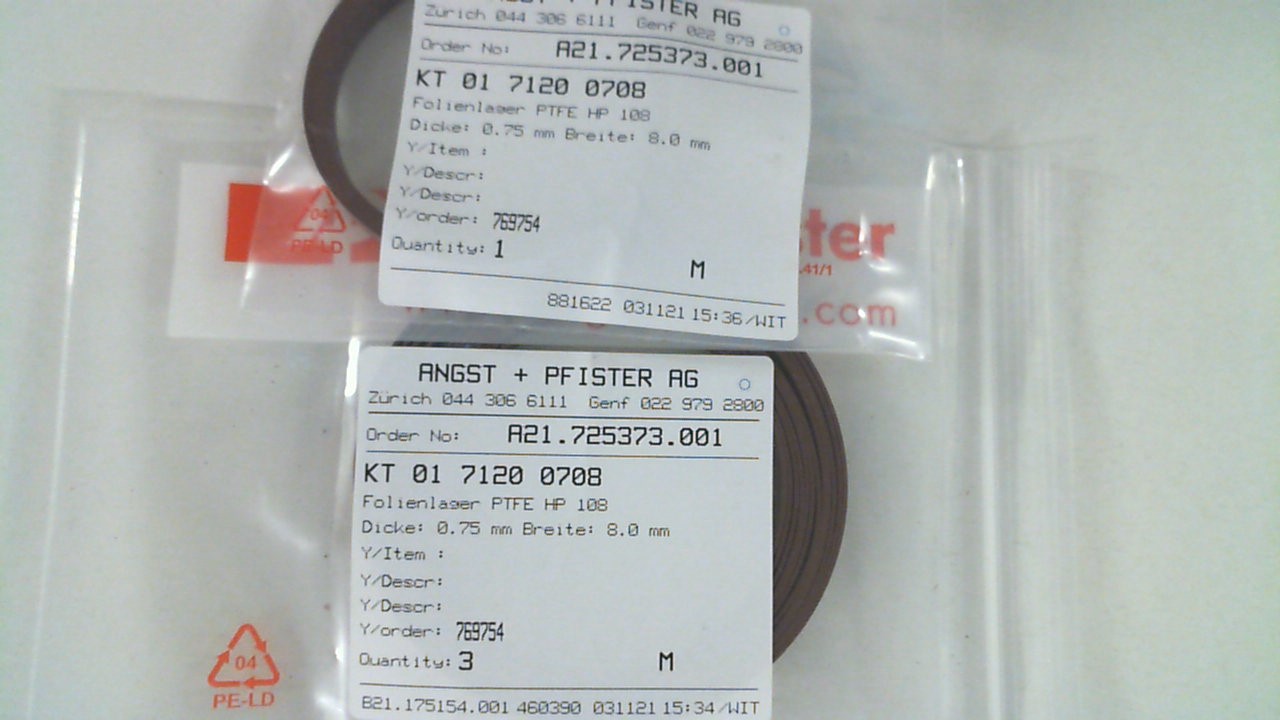 ANGST + PFISTER AG
Zürich 044 306 6111 Genf 022 979 2800
Order No: A21.725373.001
KT 01 7120 0708
Folienlager PTFE HP 108
Dicke: 0.75 mm Breite: 8.0 mm
Y/Item :
Y/Descr:
Y/Descr:
Y/order: 769754
Quantity: 1 M
881622 031121 15:36/WIT
04
PE-LD
ster
.41/1
.com
ANGST + PFISTER AG
Zürich 044 306 6111 Genf 022 979 2800
Order No: A21.725373.001
KT 01 7120 0708
Folienlager PTFE HP 108
Dicke: 0.75 mm Breite: 8.0 mm
Y/Item :
Y/Descr:
Y/Descr:
Y/order: 769754
Quantity: 3 M
B21.175154.001 460390 031121 15:34/WIT
04
PE-LD